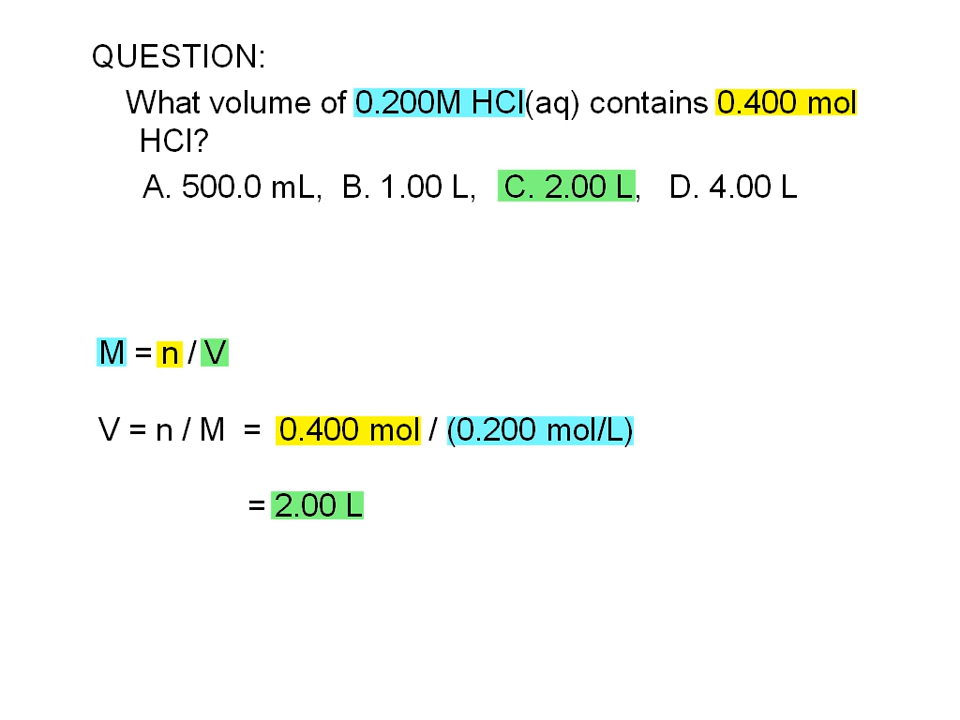 QUESTION:
What volume of 0.200M HCl(aq) contains 0.400 mol
HCl?
A. 500.0 mL, B. 1.00 L, C. 2.00 L, D. 4.00 L
M = n / V
V = n / M = 0.400 mol / (0.200 mol/L)
= 2.00 L